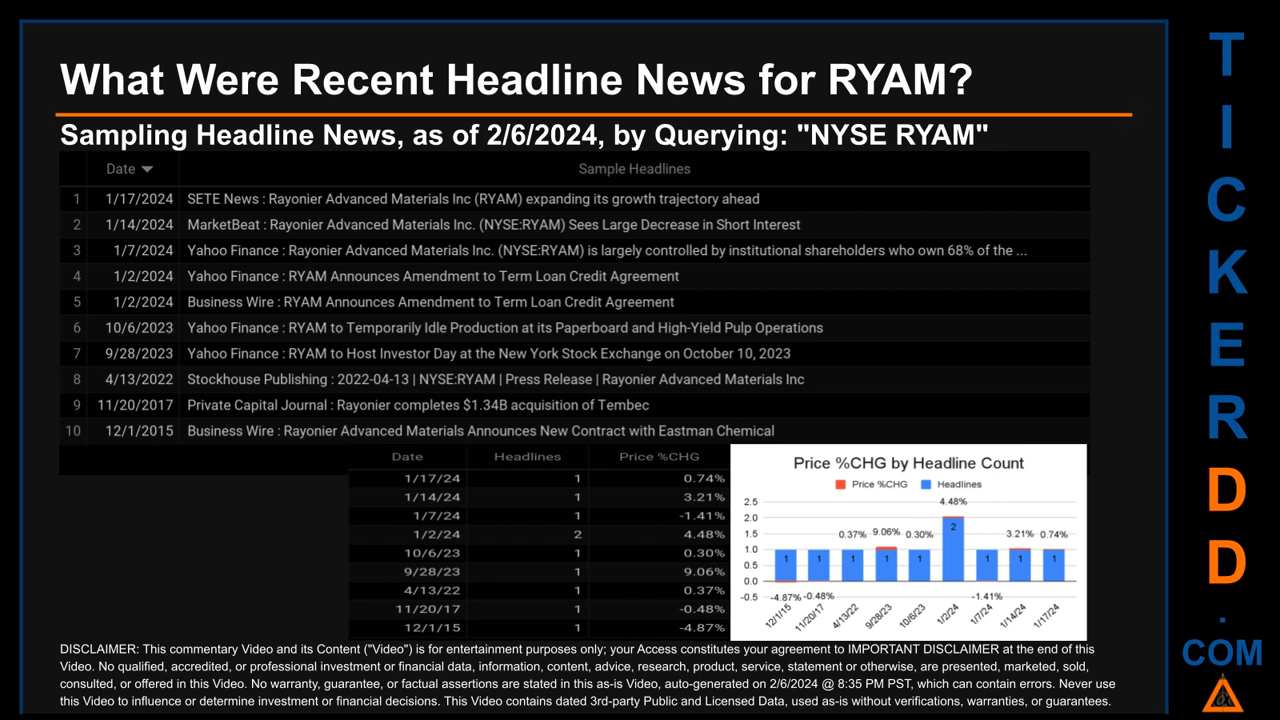 What Were Recent Headline News for RYAM?
Sampling Headline News, as of 2/6/2024, by Querying: "NYSE RYAM"
Date Sample Headlines
1 1/17/2024 SETE News : Rayonier Advanced Materials Inc (RYAM) expanding its growth trajectory ahead
2 1/14/2024 MarketBeat : Rayonier Advanced Materials Inc. (NYSE:RYAM) Sees Large Decrease in Short Interest
3 1/7/2024 Yahoo Finance : Rayonier Advanced Materials Inc. (NYSE:RYAM) is largely controlled by institutional shareholders who own 68% of the ...
4 1/2/2024 Yahoo Finance : RYAM Announces Amendment to Term Loan Credit Agreement
5 1/2/2024 Business Wire : RYAM Announces Amendment to Term Loan Credit Agreement
6 10/6/2023 Yahoo Finance : RYAM to Temporarily Idle Production at its Paperboard and High-Yield Pulp Operations
7 9/28/2023 Yahoo Finance : RYAM to Host Investor Day at the New York Stock Exchange on October 10, 2023
8 4/13/2022 Stockhouse Publishing : 2022-04-13 | NYSE:RYAM | Press Release | Rayonier Advanced Materials Inc
9 11/20/2017 Private Capital Journal : Rayonier completes $1.34B acquisition of Tembec
10 12/1/2015 Business Wire : Rayonier Advanced Materials Announces New Contract with Eastman Chemical
Date Headlines Price %CHG
1/17/24 1 0.74%
1/14/24 1 3.21%
1/7/24 1 -1.41%
1/2/24 2 4.48%
10/6/23 1 0.30%
9/28/23 1 9.06%
4/13/22 1 0.37%
11/20/17 1 -0.48%
12/1/15 1 -4.87%
Price %CHG by Headline Count
Price %CHG Headlines
2.5
2.0
1.5
1.0
0.5
0.0
-0.5
4.48%
0.37% 9.06% 0.30% 3.21% 0.74%
1 1 1 1 1 2 1 1 1
-4.87% -0.48% -1.41%
12/1/15 11/20/17 4/13/22 9/28/23 10/6/23 1/2/24 1/7/24 1/14/24 1/17/24
DISCLAIMER: This commentary Video and its Content ("Video") is for entertainment purposes only; your Access constitutes your agreement to IMPORTANT DISCLAIMER at the end of this
Video. No qualified, accredited, or professional investment or financial data, information, content, advice, research, product, service, statement or otherwise, are presented, marketed, sold,
consulted, or offered in this Video. No warranty, guarantee, or factual assertions are stated in this as-is Video, auto-generated on 2/6/2024 @ 8:35 PM PST, which can contain errors. Never use
this Video to influence or determine investment or financial decisions. This Video contains dated 3rd-party Public and Licensed Data, used as-is without verifications, warranties, or guarantees.
T
I
C
K
E
R
D
D
.
COM